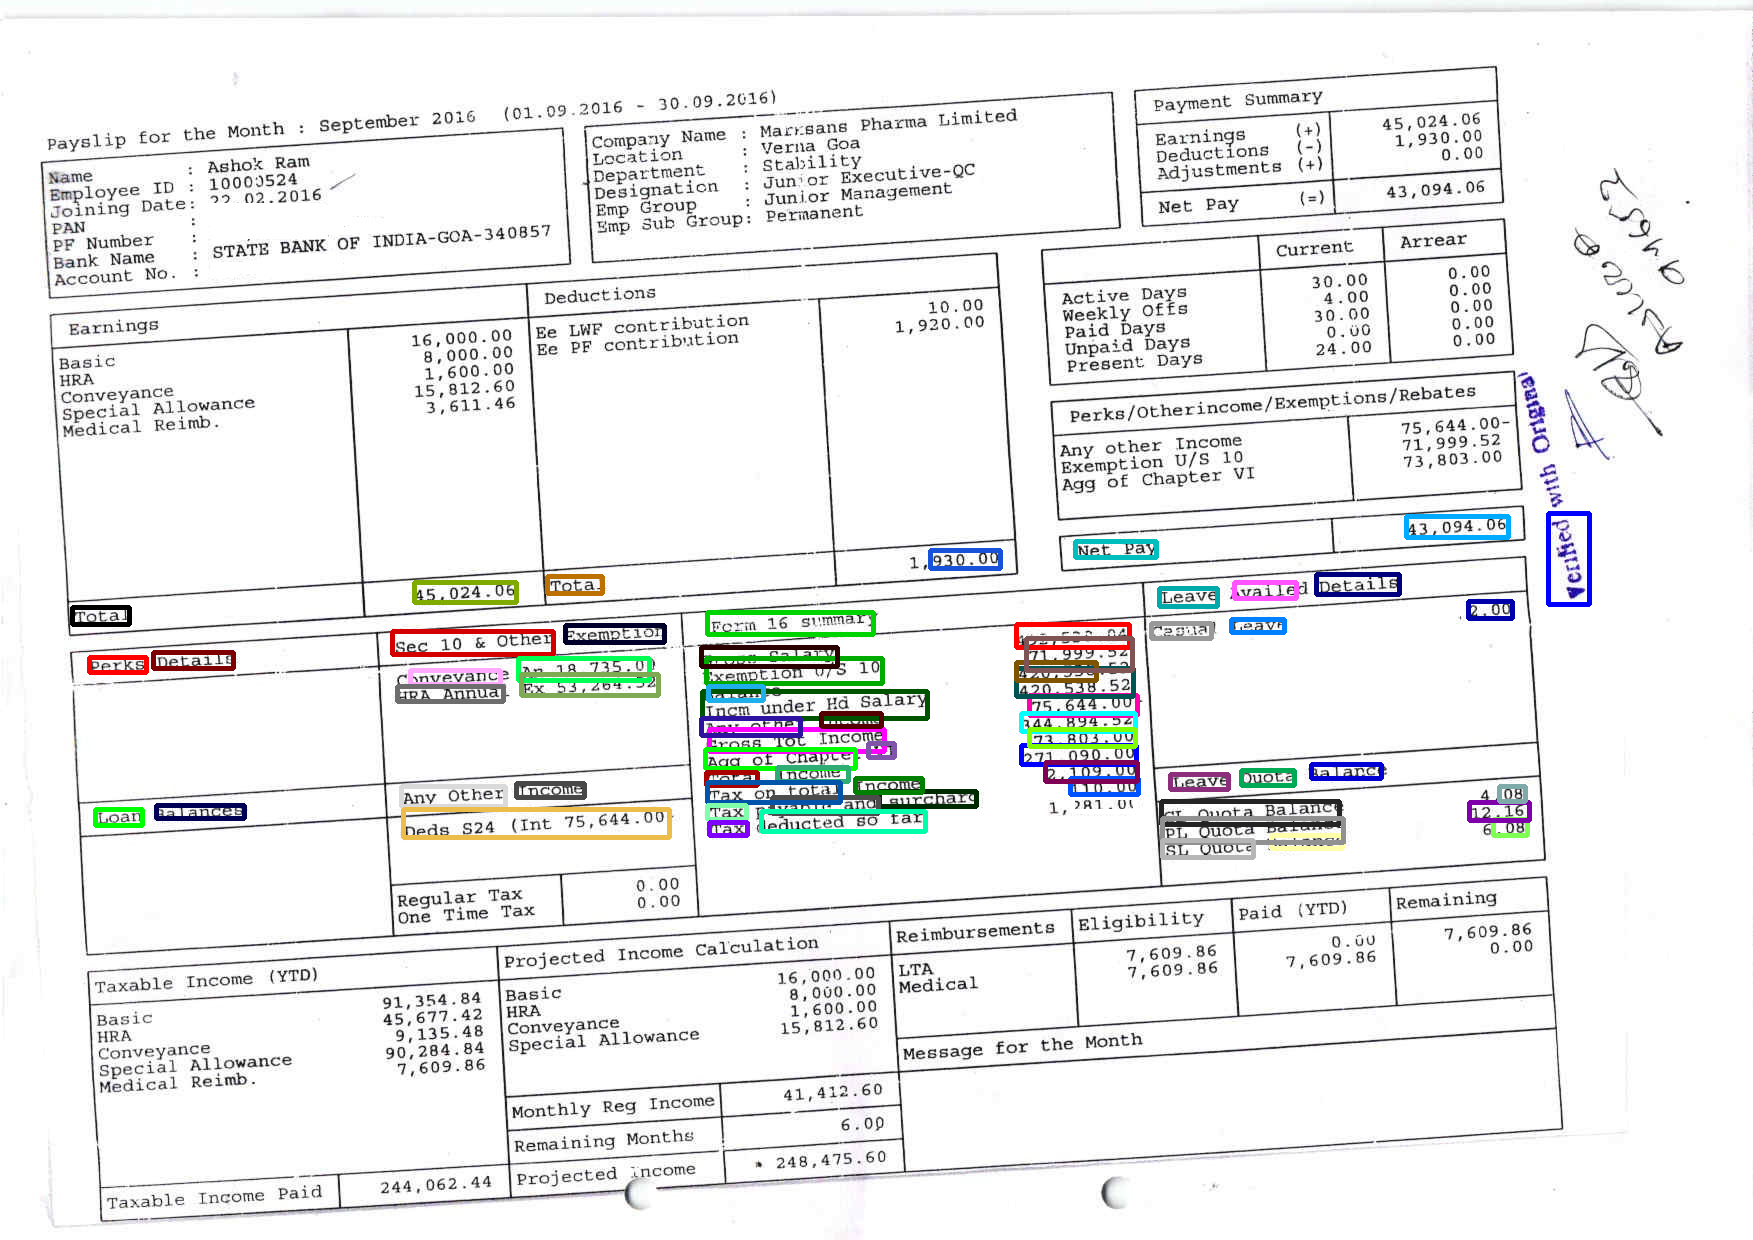 Payslip for the Month : September 2016 (01.09.2016 - 30.09.2016)
Name : Ashok Ram
Employee ID : 10000524
Joining Date: 22.02.2016
PAN :
PF Number :
Bank Name : STATE BANK OF INDIA-GOA-340857
Account No. :
Company Name : Marksans Pharma Limited
Location : Verna Goa
Department : Stability
Designation : Junior Executive-QC
Emp Group : Junior Management
Emp Sub Group: Permanent
Payment Summary
Earnings (+) 45,024.06
Deductions (-) 1,930.00
Adjustments (+) 0.00
Net Pay (=) 43,094.06
Current Arrear
Active Days 30.00 0.00
Weekly Offs 4.00 0.00
Paid Days 30.00 0.00
Unpaid Days 0.00 0.00
Present Days 24.00 0.00
Earnings Deductions
Basic 16,000.00 Ee LWF contribution 10.00
HRA 8,000.00 Ee PF contribution 1,920.00
Conveyance 1,600.00
Special Allowance 15,812.60
Medical Reimb. 3,611.46
Perks/Otherincome/Exemptions/Rebates
Any other Income 75,644.00-
Exemption U/S 10 71,999.52
Agg of Chapter VI 73,803.00
Verified with Original
Net Pay 43,094.06
Total 45,024.06 Total 1,930.00
Perks Details
Sec 10 & Other Exemption
Conveyance An 18,735.0
HRA Annual Ex 53,264.52
Form 16 summary
Gross Salary
Exemption U/S 10 71,999.52
Balance
Incm under Hd Salary 420,538.52
Any other Income 75,644.00
Gross Tot Income 344,894.52
Agg of Chapter VI 73,803.00
Total Income 271,090.00
Tax on total Income 2,109.00
Tax payable and surcharg 110.00
Tax deducted so far 1,281.0
Leave Availed Details
Casual Leave 2.00
Leave Quota Balance
CL Quota Balance 4.08
PL Quota Balance 12.16
SL Quota Balance 6.08
Loan Balances
Any Other Income
Deds S24 (Int 75,644.00
Regular Tax 0.00
One Time Tax 0.00
Taxable Income (YTD)
Basic 91,354.84
HRA 45,677.42
Conveyance 9,135.48
Special Allowance 90,284.84
Medical Reimb. 7,609.86
Taxable Income Paid 244,062.44
Projected Income Calculation
Basic 16,000.00
HRA 8,000.00
Conveyance 1,600.00
Special Allowance 15,812.60
Monthly Reg Income 41,412.60
Remaining Months 6.00
Projected Income 248,475.60
Reimbursements Eligibility Paid (YTD) Remaining
LTA 7,609.86 0.00 7,609.86
Medical 7,609.86 7,609.86 0.00
Message for the Month